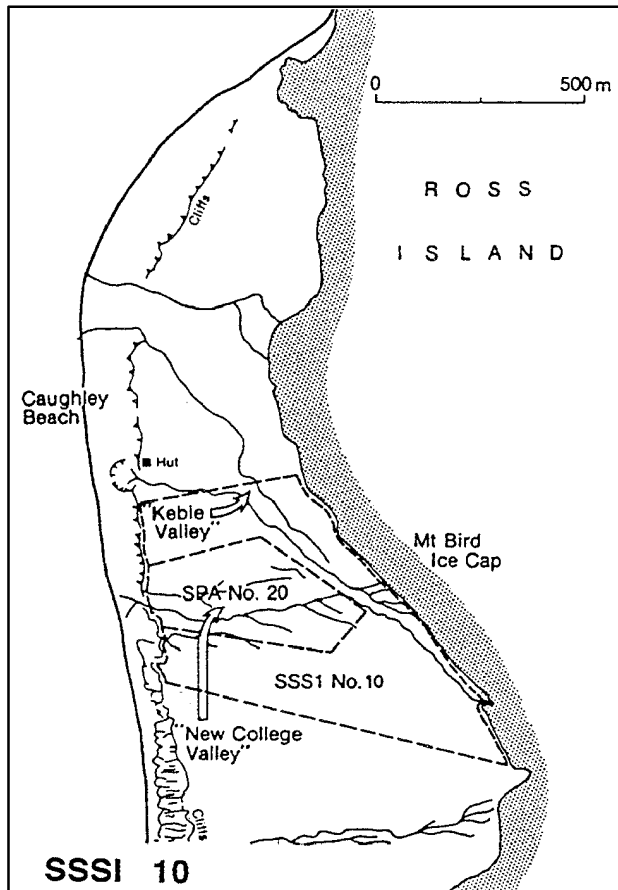 0 500 m
R O S S
I S L A N D
Cliffs
Caughley
Beach
Hut
Keble
Valley"
Mt Bird
Ice Cap
SPA No. 20
SSS1 No. 10
"New College
Valley"
Cliffs
SSSI 10